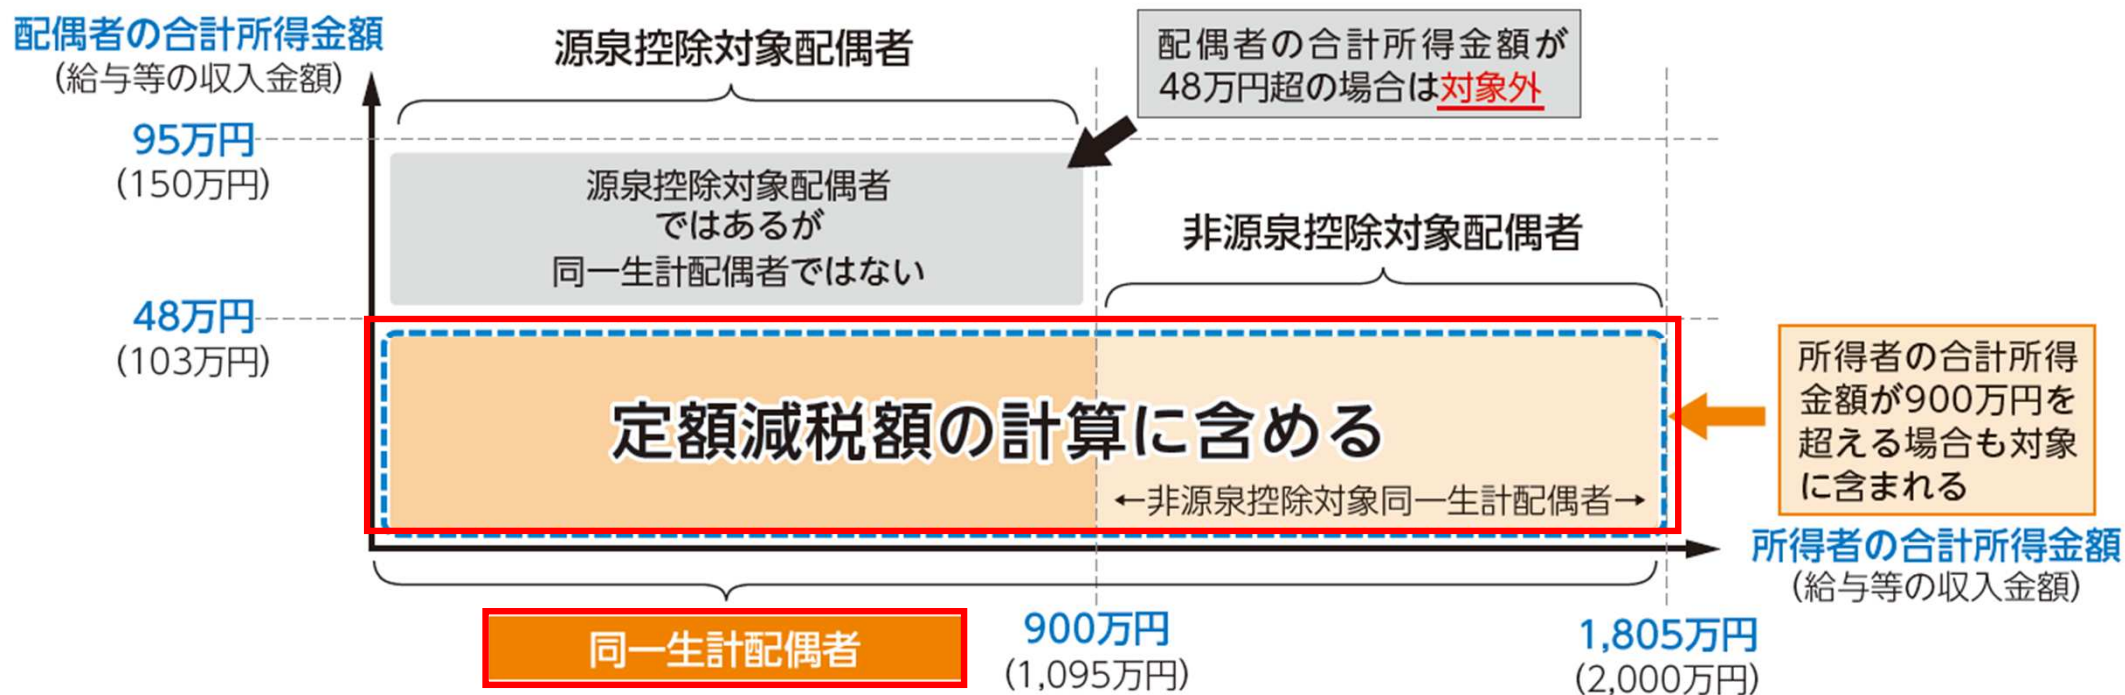 配偶者の合計所得金額
(給与等の収入金額)
源泉控除対象配偶者
配偶者の合計所得金額が
48万円超の場合は対象外
95万円
(150万円)
源泉控除対象配偶者
ではあるが
同一生計配偶者ではない
非源泉控除対象配偶者
48万円
(103万円)
定額減税額の計算に含める
←非源泉控除対象同一生計配偶者→
所得者の合計所得
金額が900万円を
超える場合も対象
に含まれる
所得者の合計所得金額
(給与等の収入金額)
同一生計配偶者
900万円
(1,095万円)
1,805万円
(2,000万円)